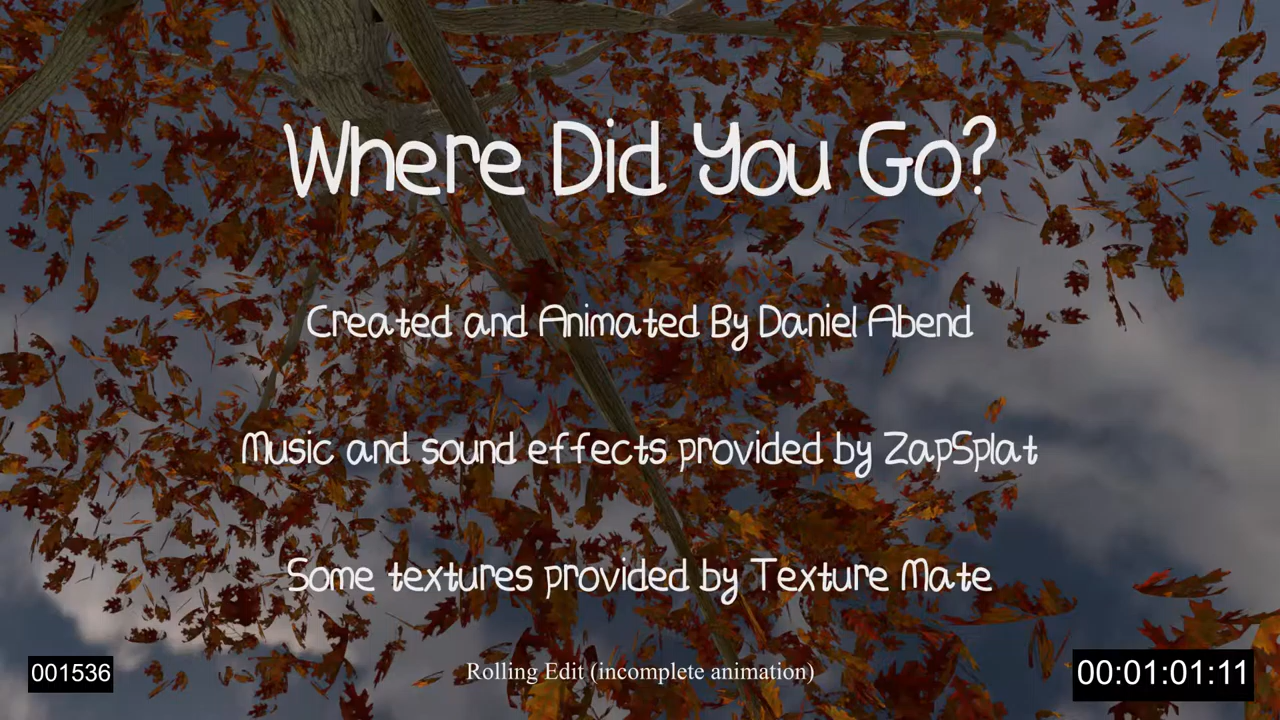 Where Did You Go?
Created and Animated By Daniel Abend
Music and sound effects provided by ZapSplat
Some textures provided by Texture Mate
001536
Rolling Edit (incomplete animation)
00:01:01:11